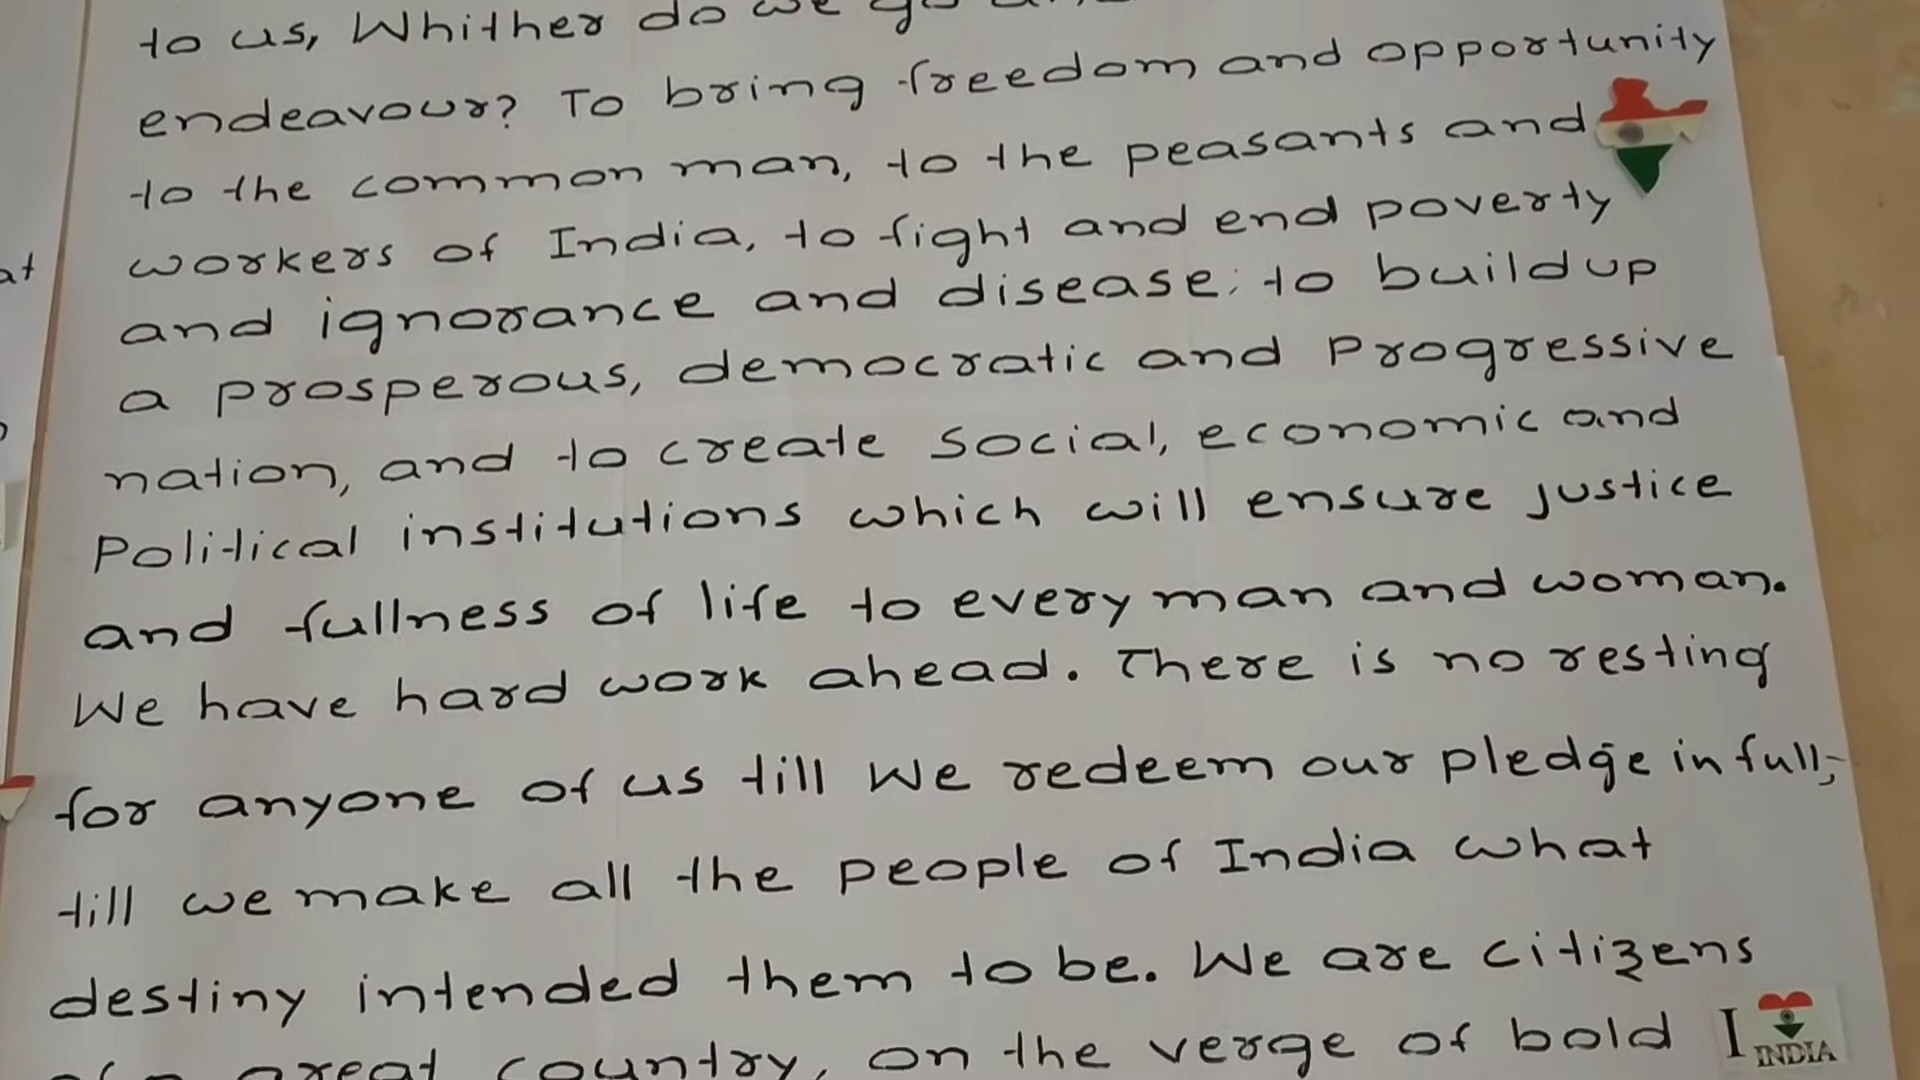 to us, Whither do we go
endeavour? To bring freedom and opportunity
to the common man, to the peasants and
workers of India, to fight and end poverty
and ignorance and disease; to build up
a prosperous, democratic and Progressive
nation, and to create Social, economic and
Political institutions which will ensure justice
and fullness of life to every man and woman.
We have hard work ahead. There is no resting
for anyone of us till We redeem our pledge in full;
till we make all the people of India what
destiny intended them to be. We are citizens
great country, on the verge of bold
I INDIA
at